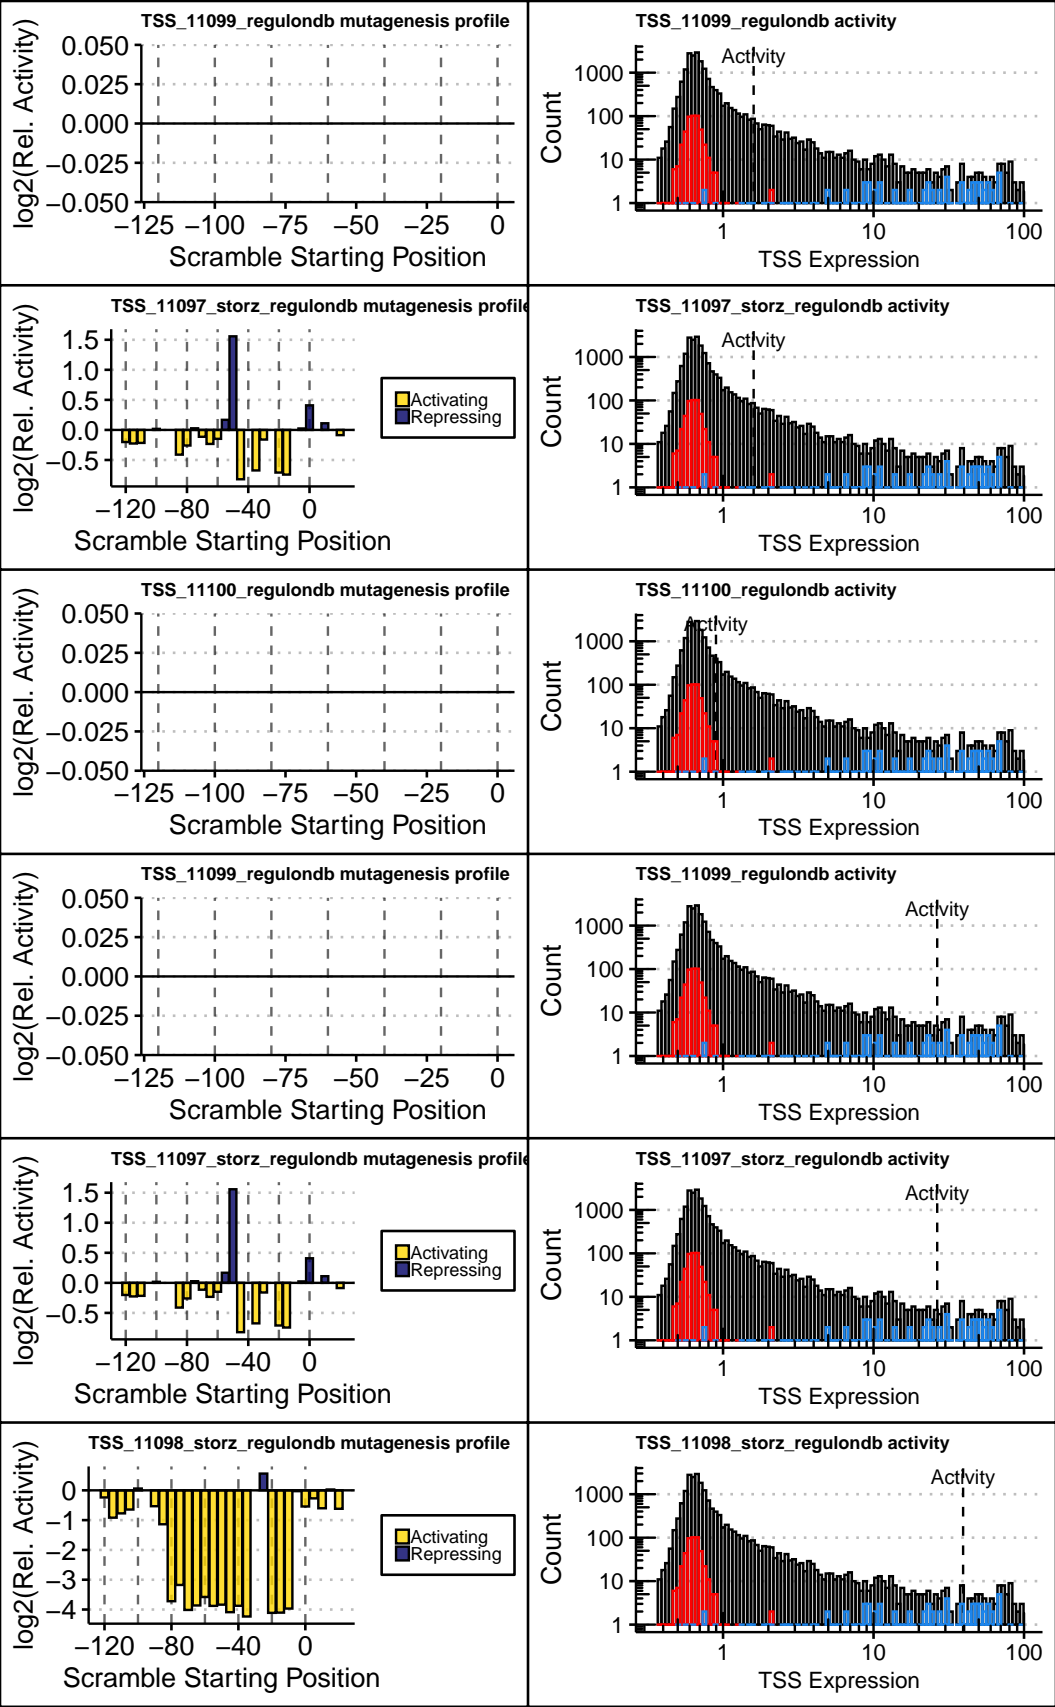 TSS_11099_regulondb mutagenesis profile
log2(Rel. Activity)
0.050
0.025
0.000
−0.025
−0.050
−125 −100 −75 −50 −25 0
Scramble Starting Position
TSS_11099_regulondb activity
Activity
Count
1000
100
10
1
1 10 100
TSS Expression
TSS_11097_storz_regulondb mutagenesis profile
log2(Rel. Activity)
1.5
1.0
0.5
0.0
−0.5
−120 −80 −40 0
Scramble Starting Position
Activating
Repressing
TSS_11097_storz_regulondb activity
Activity
Count
1000
100
10
1
1 10 100
TSS Expression
TSS_11100_regulondb mutagenesis profile
log2(Rel. Activity)
0.050
0.025
0.000
−0.025
−0.050
−125 −100 −75 −50 −25 0
Scramble Starting Position
TSS_11100_regulondb activity
Activity
Count
1000
100
10
1
1 10 100
TSS Expression
TSS_11099_regulondb mutagenesis profile
log2(Rel. Activity)
0.050
0.025
0.000
−0.025
−0.050
−125 −100 −75 −50 −25 0
Scramble Starting Position
TSS_11099_regulondb activity
Activity
Count
1000
100
10
1
1 10 100
TSS Expression
TSS_11097_storz_regulondb mutagenesis profile
log2(Rel. Activity)
1.5
1.0
0.5
0.0
−0.5
−120 −80 −40 0
Scramble Starting Position
Activating
Repressing
TSS_11097_storz_regulondb activity
Activity
Count
1000
100
10
1
1 10 100
TSS Expression
TSS_11098_storz_regulondb mutagenesis profile
log2(Rel. Activity)
0
−1
−2
−3
−4
−120 −80 −40 0
Scramble Starting Position
Activating
Repressing
TSS_11098_storz_regulondb activity
Activity
Count
1000
100
10
1
1 10 100
TSS Expression